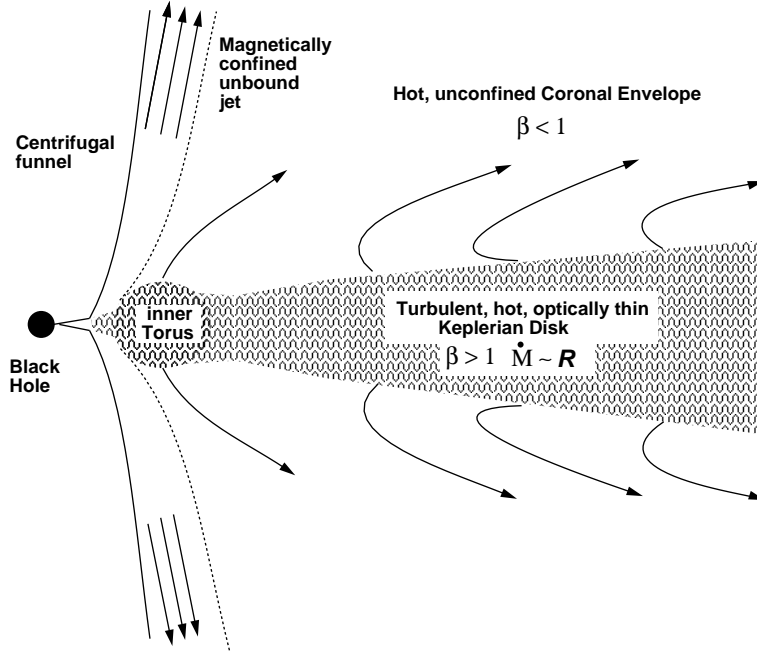 Magnetically
confined
unbound
jet
Hot, unconfined Coronal Envelope
β < 1
Centrifugal
funnel
inner
Torus
Turbulent, hot, optically thin
Keplerian Disk
β > 1 Ṁ ~ R
Black
Hole